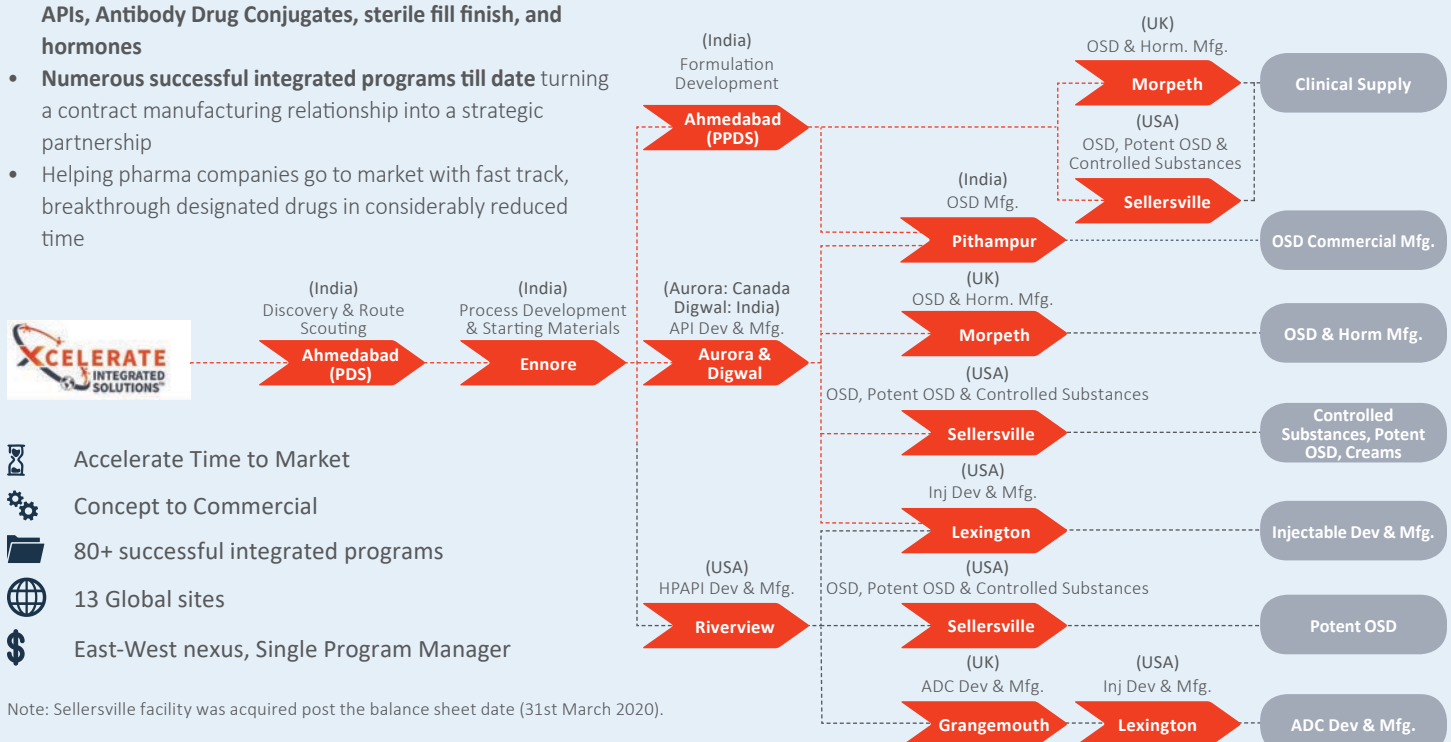 APIs, Antibody Drug Conjugates, sterile fill finish, and
hormones
• Numerous successful integrated programs till date turning
a contract manufacturing relationship into a strategic
partnership
• Helping pharma companies go to market with fast track,
breakthrough designated drugs in considerably reduced
time
XCELERATE
INTEGRATED
SOLUTIONS™
(India)
Discovery & Route
Scouting
Ahmedabad
(PDS)
(India)
Process Development
& Starting Materials
Ennore
(India)
Formulation
Development
Ahmedabad
(PPDS)
(Aurora: Canada
Digwal: India)
API Dev & Mfg.
Aurora &
Digwal
(USA)
HPAPI Dev & Mfg.
Riverview
(UK)
OSD & Horm. Mfg.
Morpeth
(USA)
OSD, Potent OSD &
Controlled Substances
Sellersville
Clinical Supply
(India)
OSD Mfg.
Pithampur
OSD Commercial Mfg.
(UK)
OSD & Horm. Mfg.
Morpeth
OSD & Horm Mfg.
(USA)
OSD, Potent OSD & Controlled Substances
Sellersville
Controlled
Substances, Potent
OSD, Creams
(USA)
Inj Dev & Mfg.
Lexington
Injectable Dev & Mfg.
(USA)
OSD, Potent OSD & Controlled Substances
Sellersville
Potent OSD
(UK)
ADC Dev & Mfg.
Grangemouth
(USA)
Inj Dev & Mfg.
Lexington
ADC Dev & Mfg.
Accelerate Time to Market
Concept to Commercial
80+ successful integrated programs
13 Global sites
$ East-West nexus, Single Program Manager
Note: Sellersville facility was acquired post the balance sheet date (31st March 2020).